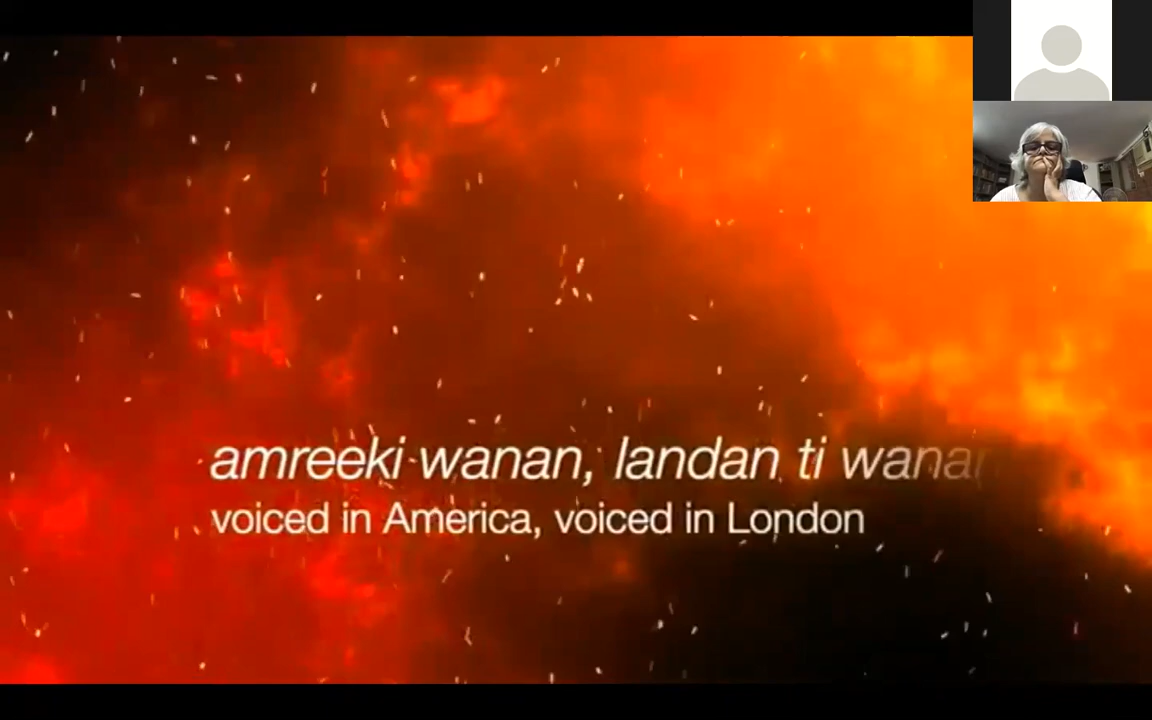 amreeki wanan, landan ti
voiced in America, voiced in London